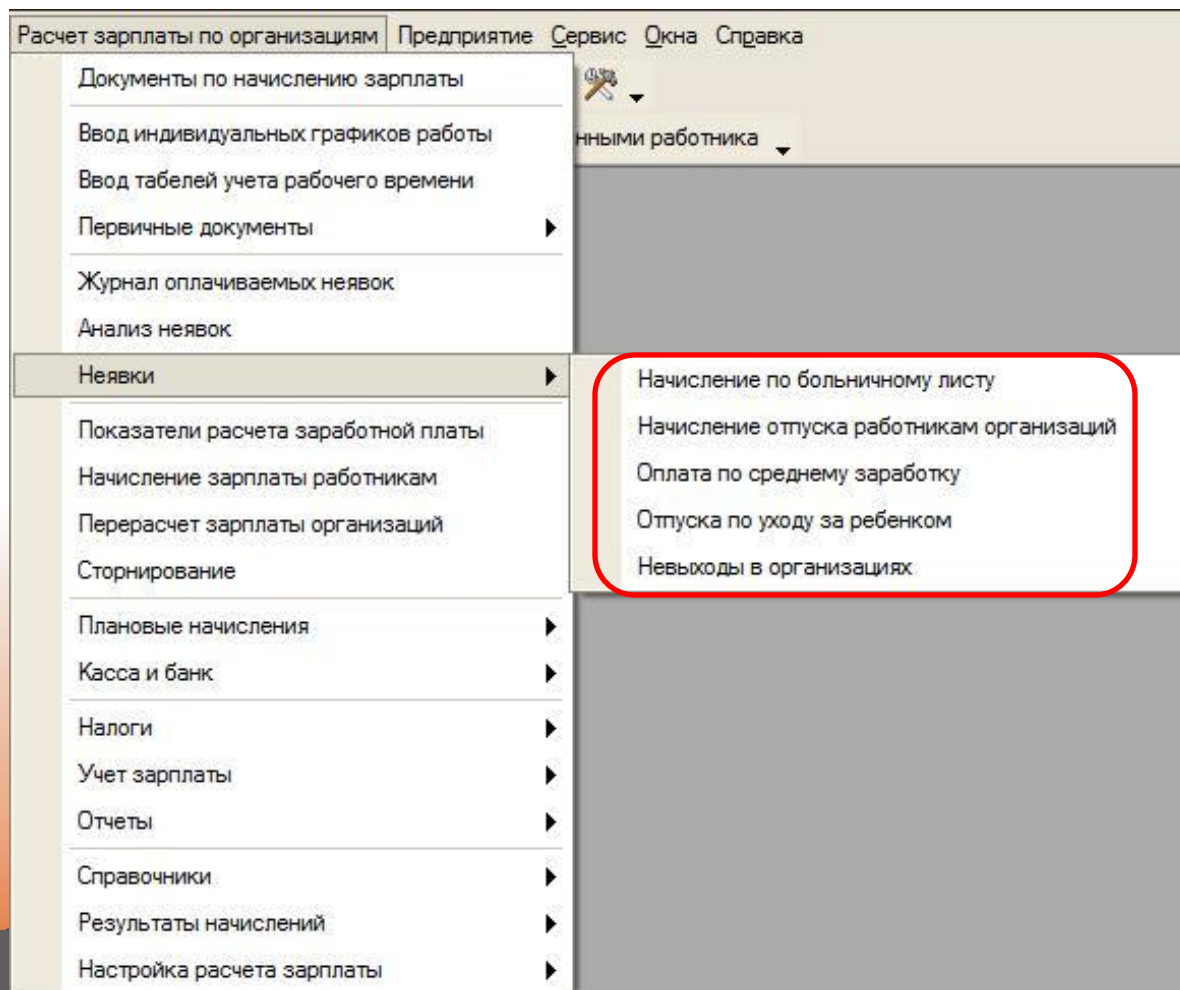 Расчет зарплаты по организациям Предприятие Сервис Окна Справка
Документы по начислению зарплаты
Ввод индивидуальных графиков работы
нными работника
Ввод табелей учета рабочего времени
Первичные документы
Журнал оплачиваемых неявок
Анализ неявок
Неявки
Начисление по больничному листу
Начисление отпуска работникам организаций
Оплата по среднему заработку
Отпуска по уходу за ребенком
Невыходы в организациях
Показатели расчета заработной платы
Начисление зарплаты работникам
Перерасчет зарплаты организаций
Сторнирование
Плановые начисления
Касса и банк
Налоги
Учет зарплаты
Отчеты
Справочники
Результаты начислений
Настройка расчета зарплаты